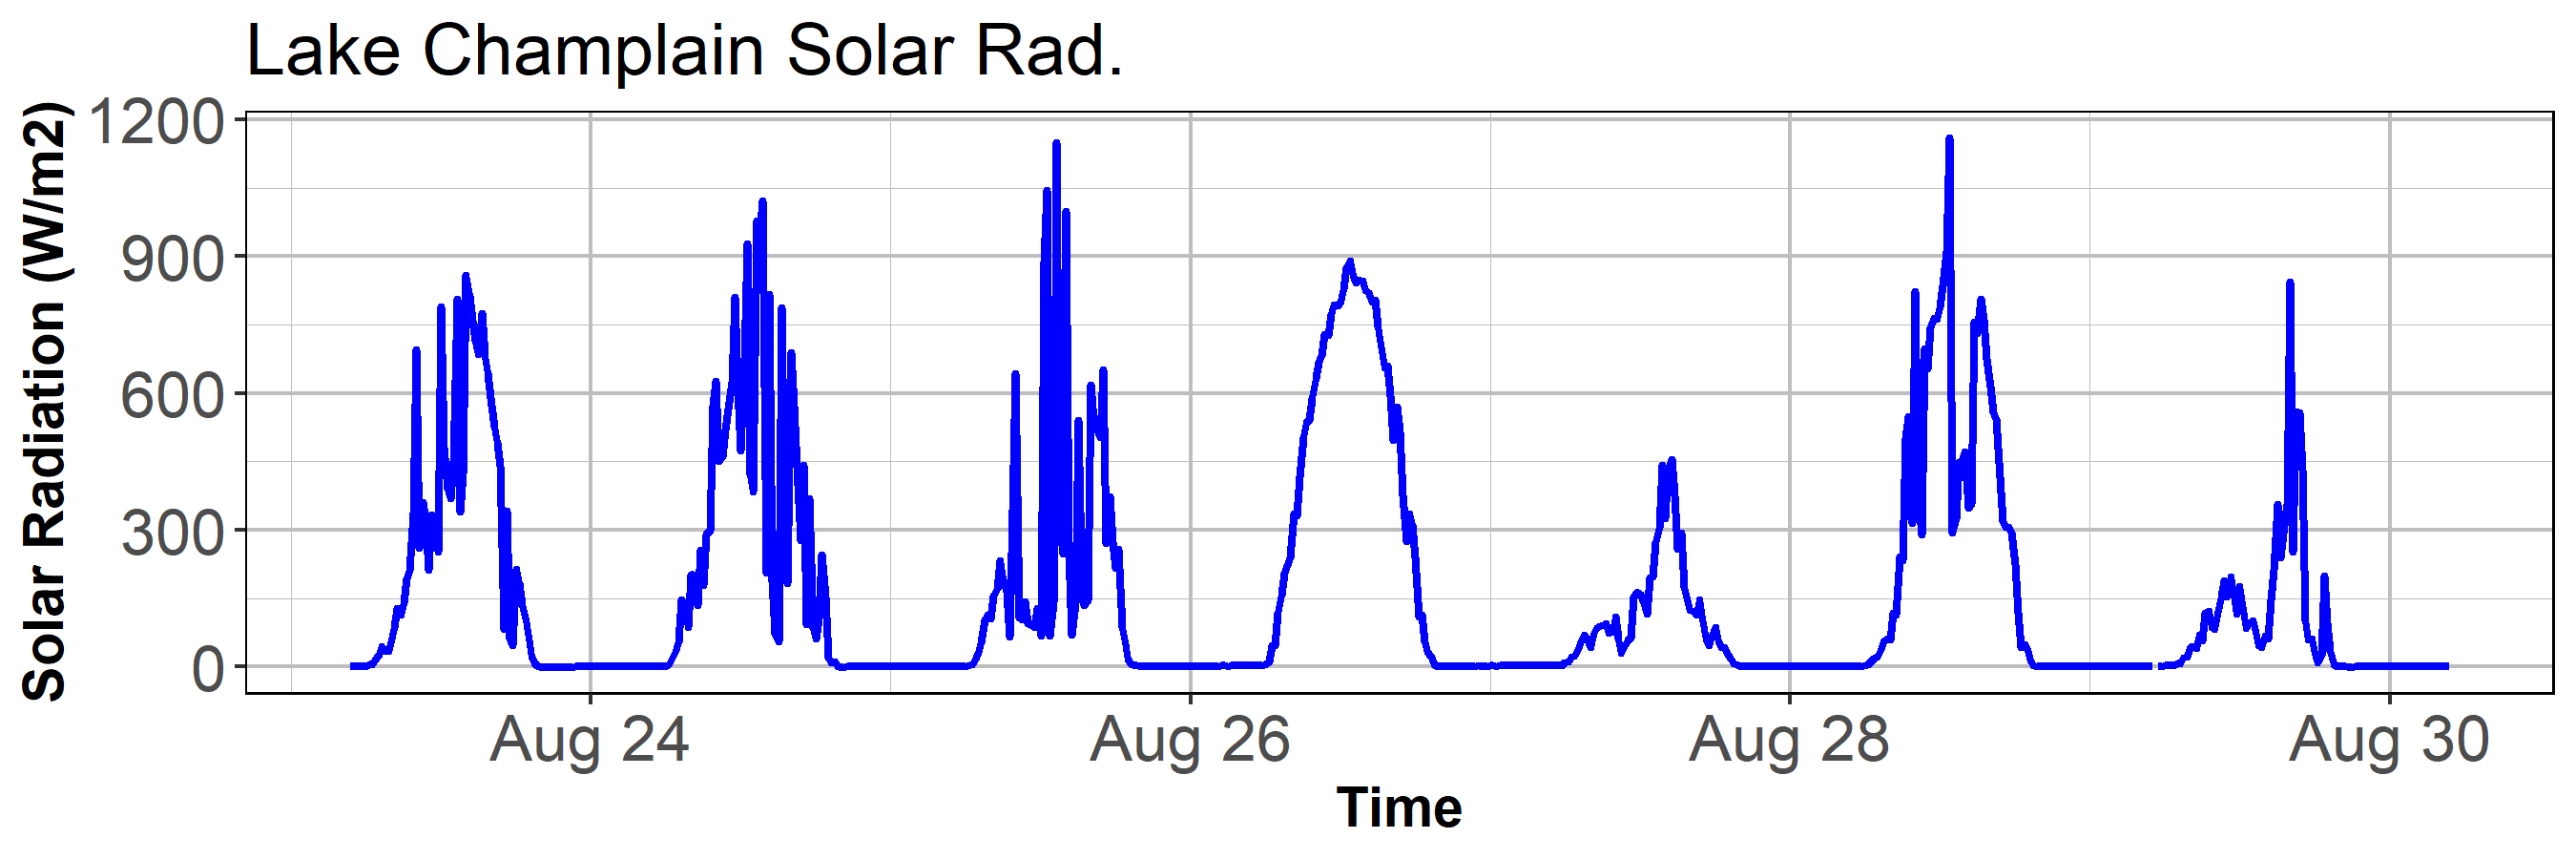 Lake Champlain Solar Rad.
Solar Radiation (W/m2)
1200
900
600
300
0
Aug 24
Aug 26
Aug 28
Aug 30
Time